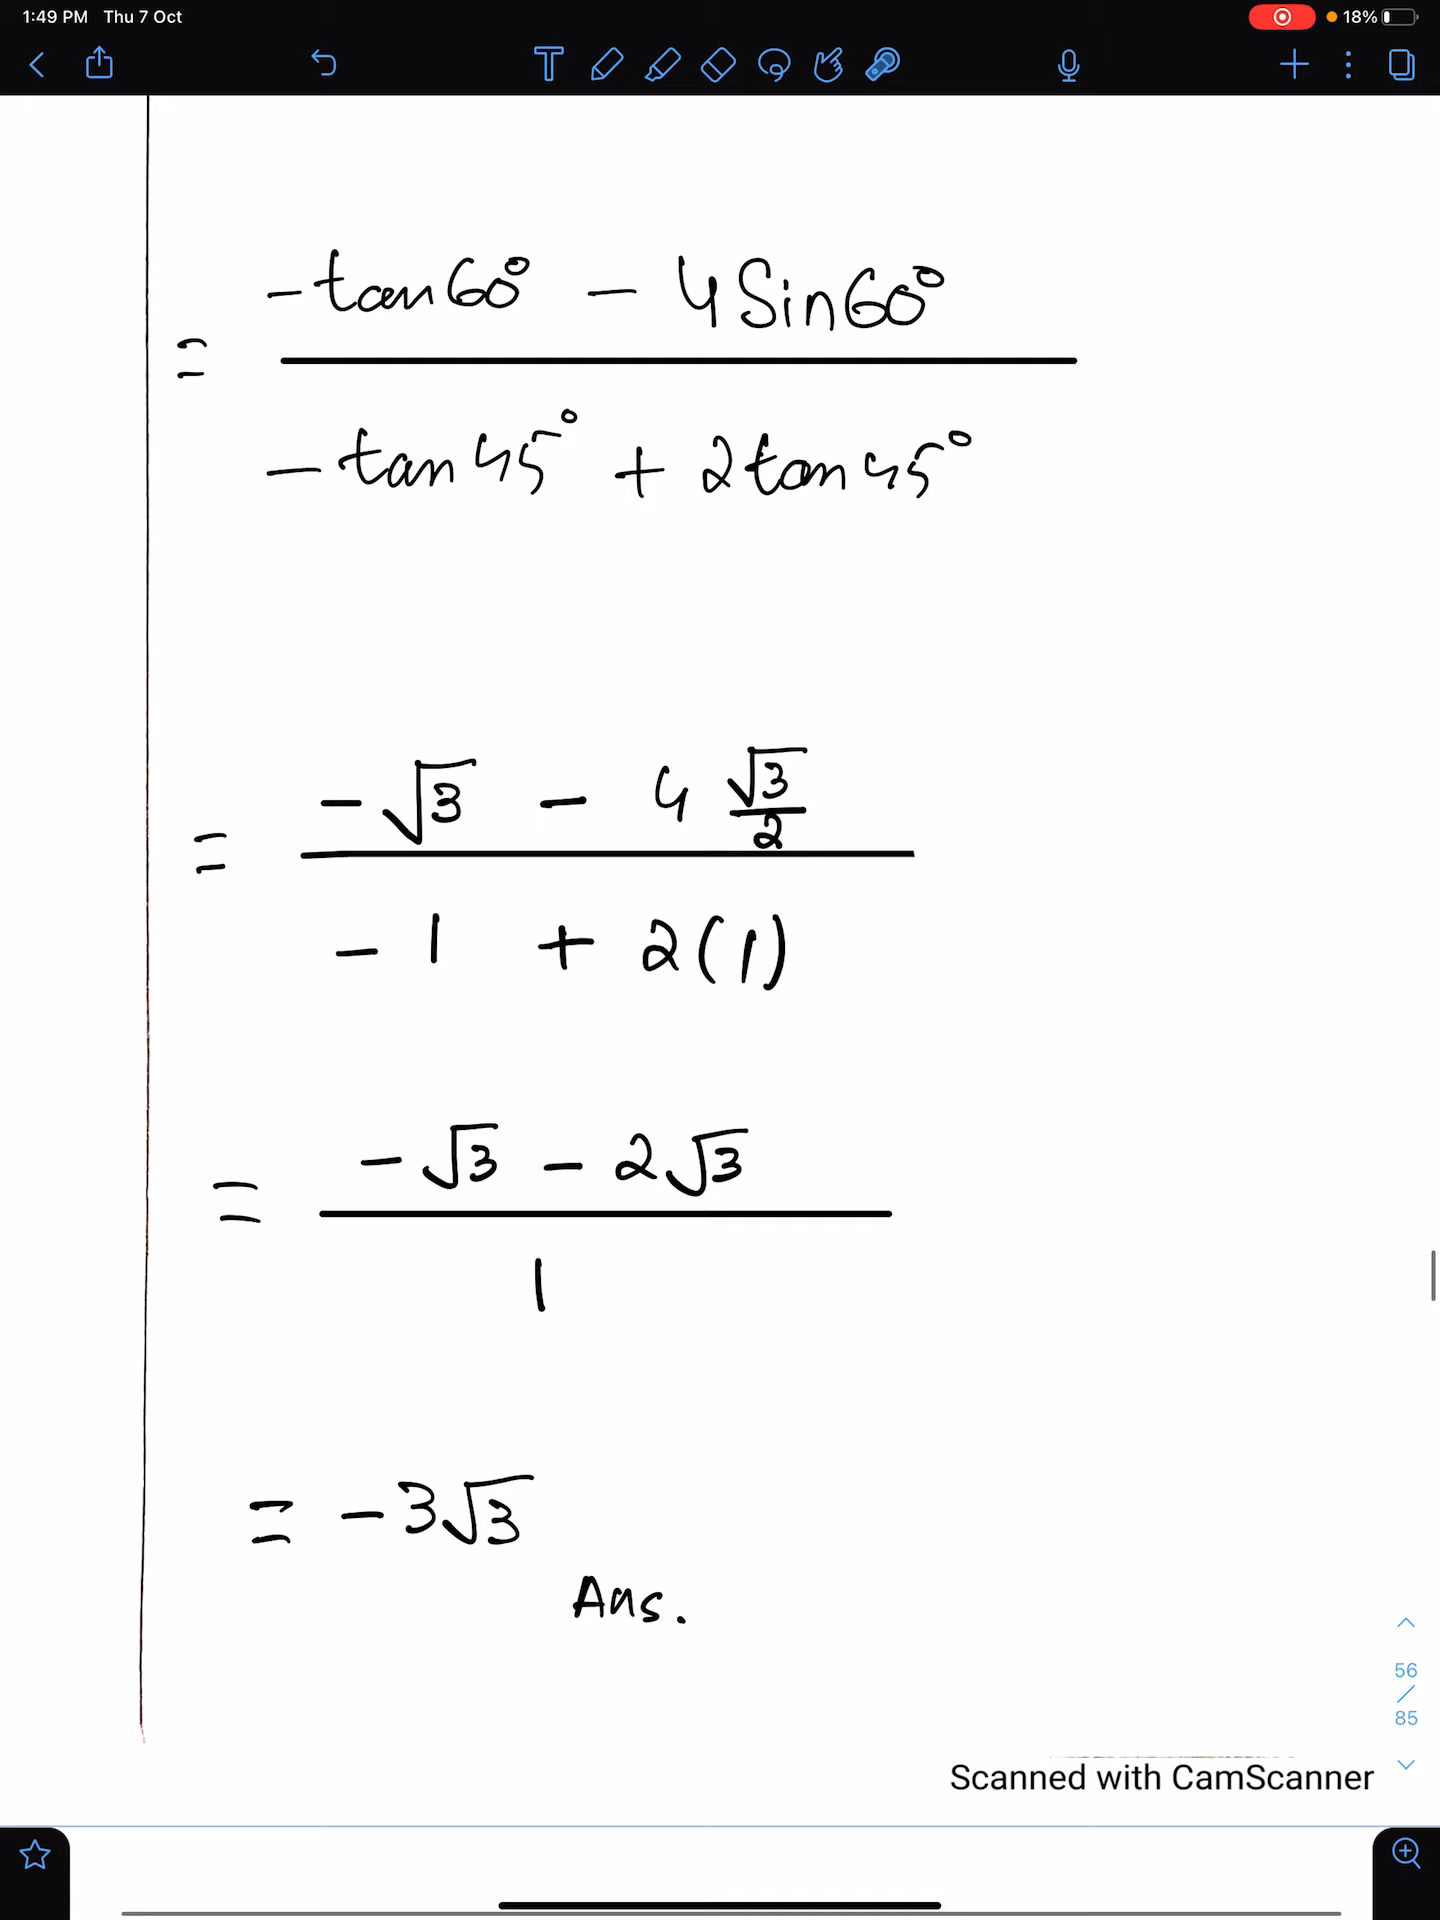 1:49 PM Thu 7 Oct
18%
= (-tan60° - 4Sin60°) / (-tan45° + 2tan45°)
= (-√3 - 4 √3/2) / (-1 + 2(1))
= (-√3 - 2√3) / 1
= -3√3
Ans.
56
/
85
Scanned with CamScanner